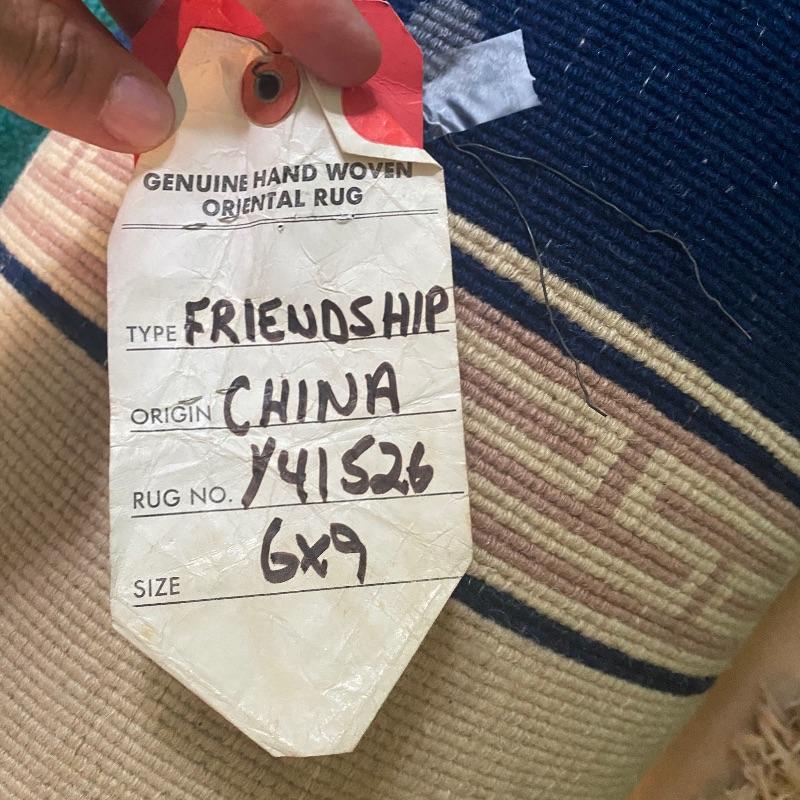 GENUINE HAND WOVEN
ORIENTAL RUG
TYPE FRIENDSHIP
ORIGIN CHINA
RUG NO. Y41526
SIZE 6x9